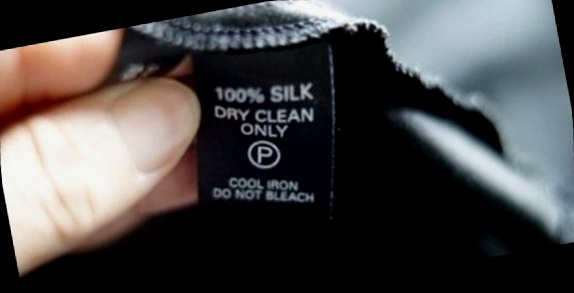 100% SILK
DRY CLEAN
ONLY
P
COOL IRON
DO NOT BLEACH